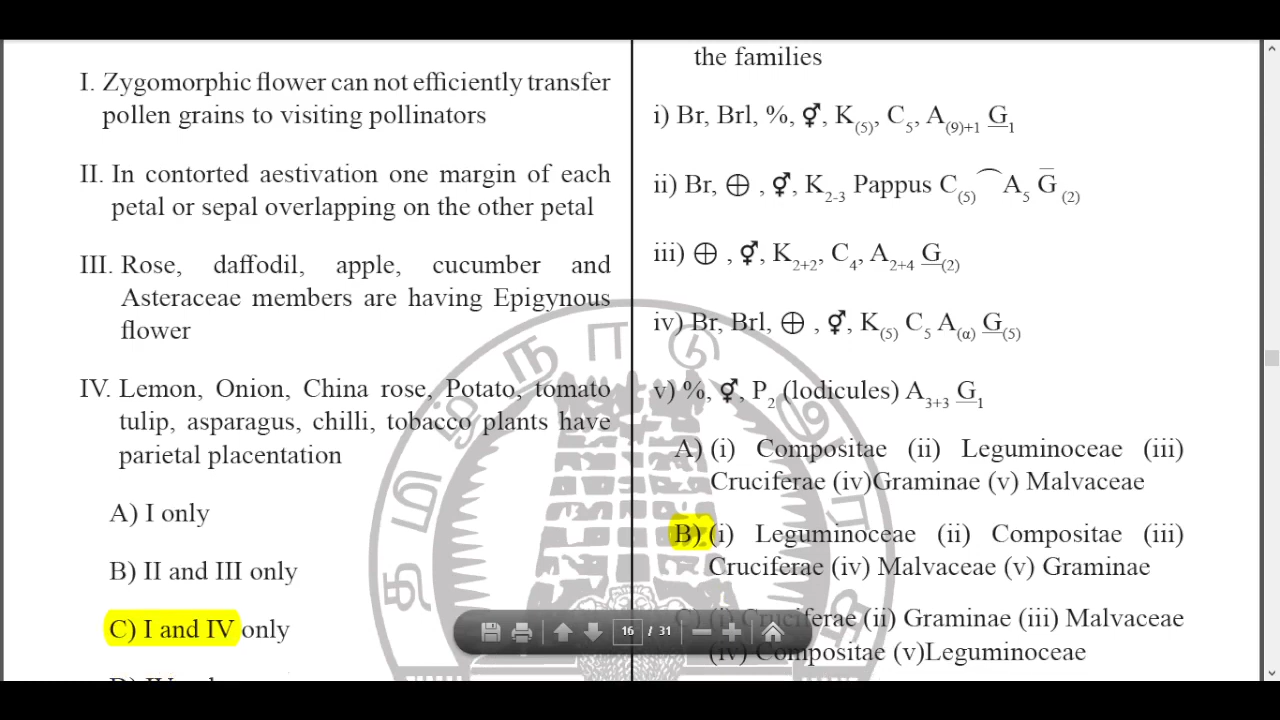 I. Zygomorphic flower can not efficiently transfer
pollen grains to visiting pollinators
II. In contorted aestivation one margin of each
petal or sepal overlapping on the other petal
III. Rose, daffodil, apple, cucumber and
Asteraceae members are having Epigynous
flower
IV. Lemon, Onion, China rose, Potato, tomato
tulip, asparagus, chilli, tobacco plants have
parietal placentation
A) I only
B) II and III only
C) I and IV only
the families
i) Br, Brl, %, ⚥, K₍₅₎, C₅, A₍₉₎₊₁ G̲₁
ii) Br, ⊕ , ⚥, K₂₋₃ Pappus C₍₅₎⁀A₅ G̅ ₍₂₎
iii) ⊕ , ⚥, K₂₊₂, C₄, A₂₊₄ G̲₍₂₎
iv) Br, Brl, ⊕ , ⚥, K₍₅₎ C₅ A₍α₎ G̲₍₅₎
v) %, ⚥, P₂ (lodicules) A₃₊₃ G̲₁
A) (i) Compositae (ii) Leguminoceae (iii)
Cruciferae (iv)Graminae (v) Malvaceae
B) (i) Leguminoceae (ii) Compositae (iii)
Cruciferae (iv) Malvaceae (v) Graminae
C) (i) Cruciferae (ii) Graminae (iii) Malvaceae
(iv) Compositae (v)Leguminoceae
16 / 31